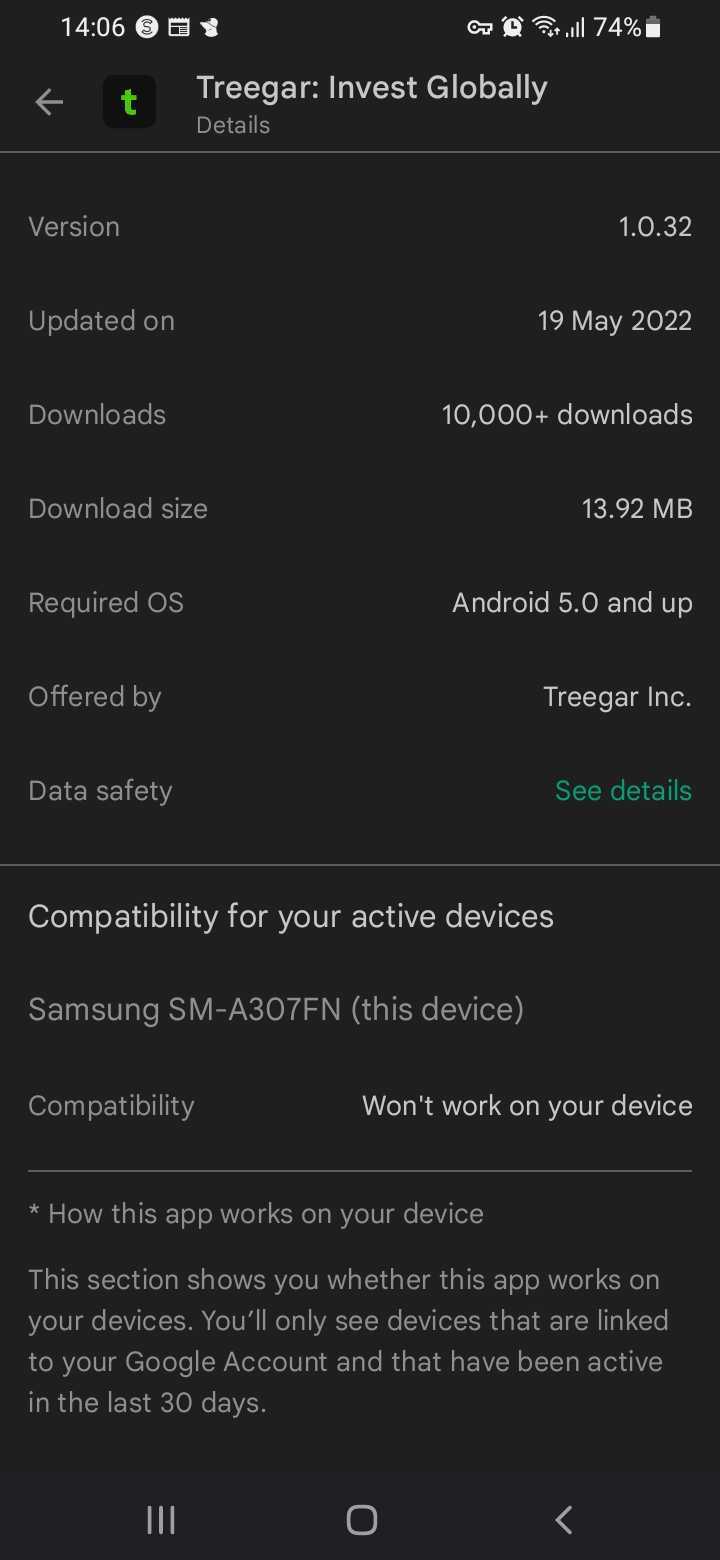 14:06 74%
t Treegar: Invest Globally
Details
Version 1.0.32
Updated on 19 May 2022
Downloads 10,000+ downloads
Download size 13.92 MB
Required OS Android 5.0 and up
Offered by Treegar Inc.
Data safety See details
Compatibility for your active devices
Samsung SM-A307FN (this device)
Compatibility Won't work on your device
* How this app works on your device
This section shows you whether this app works on
your devices. You’ll only see devices that are linked
to your Google Account and that have been active
in the last 30 days.